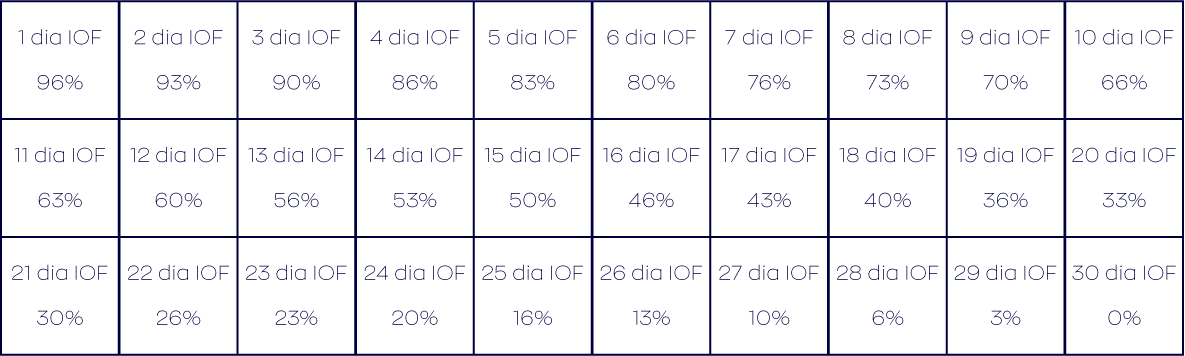 1 dia IOF
96%
2 dia IOF
93%
3 dia IOF
90%
4 dia IOF
86%
5 dia IOF
83%
6 dia IOF
80%
7 dia IOF
76%
8 dia IOF
73%
9 dia IOF
70%
10 dia IOF
66%
11 dia IOF
63%
12 dia IOF
60%
13 dia IOF
56%
14 dia IOF
53%
15 dia IOF
50%
16 dia IOF
46%
17 dia IOF
43%
18 dia IOF
40%
19 dia IOF
36%
20 dia IOF
33%
21 dia IOF
30%
22 dia IOF
26%
23 dia IOF
23%
24 dia IOF
20%
25 dia IOF
16%
26 dia IOF
13%
27 dia IOF
10%
28 dia IOF
6%
29 dia IOF
3%
30 dia IOF
0%